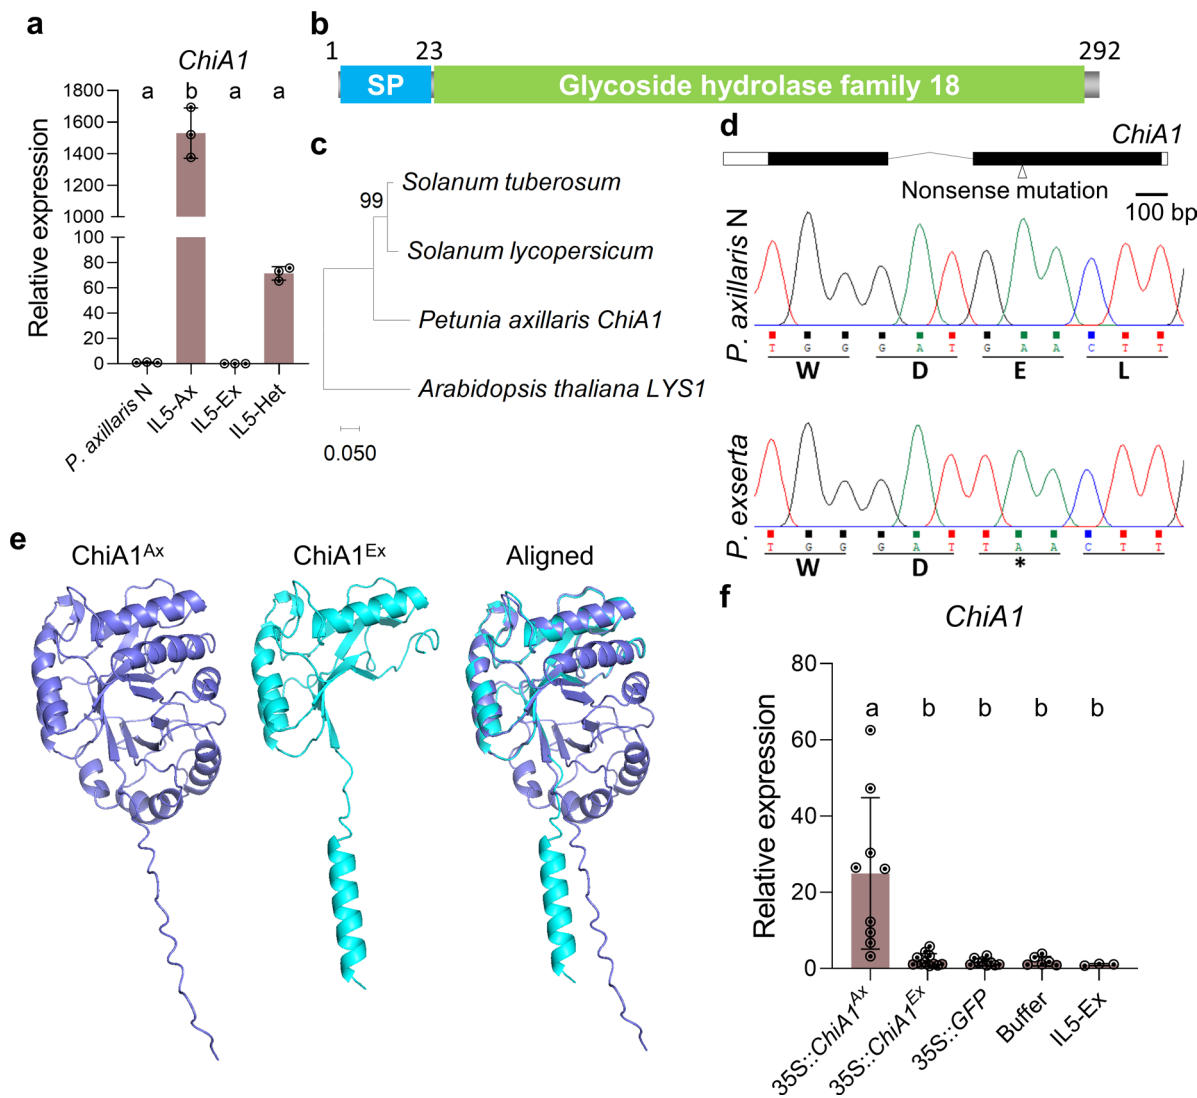 a
ChiA1
Relative expression
1800
1600
1400
1200
1000
100
80
60
40
20
0
a b a a
P. axillaris N
IL5-Ax
IL5-Ex
IL5-Het
b
1 23 292
SP Glycoside hydrolase family 18
c
99
Solanum tuberosum
Solanum lycopersicum
Petunia axillaris ChiA1
Arabidopsis thaliana LYS1
0.050
d
ChiA1
Nonsense mutation
100 bp
P. axillaris N
T G G G A T G A A C T T
W D E L
P. exserta
T G G G A T T A A C T T
W D *
e
ChiA1Ax ChiA1Ex Aligned
f
ChiA1
Relative expression
80
60
40
20
0
a b b b b
35S::ChiA1Ax
35S::ChiA1Ex
35S::GFP
Buffer
IL5-Ex